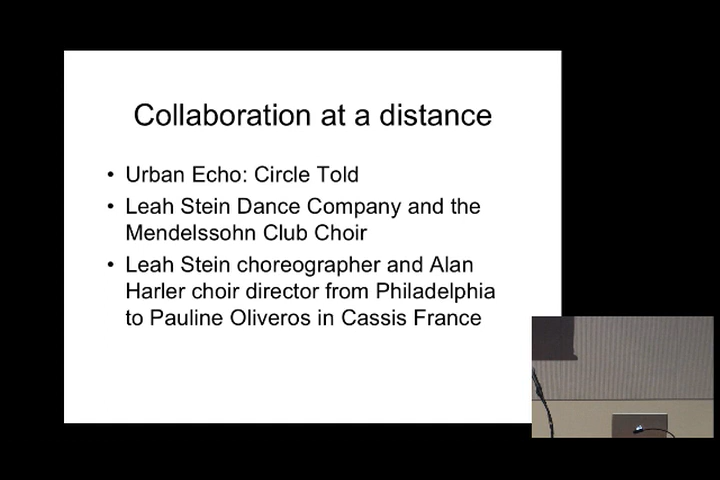 Collaboration at a distance
• Urban Echo: Circle Told
• Leah Stein Dance Company and the
Mendelssohn Club Choir
• Leah Stein choreographer and Alan
Harler choir director from Philadelphia
to Pauline Oliveros in Cassis France